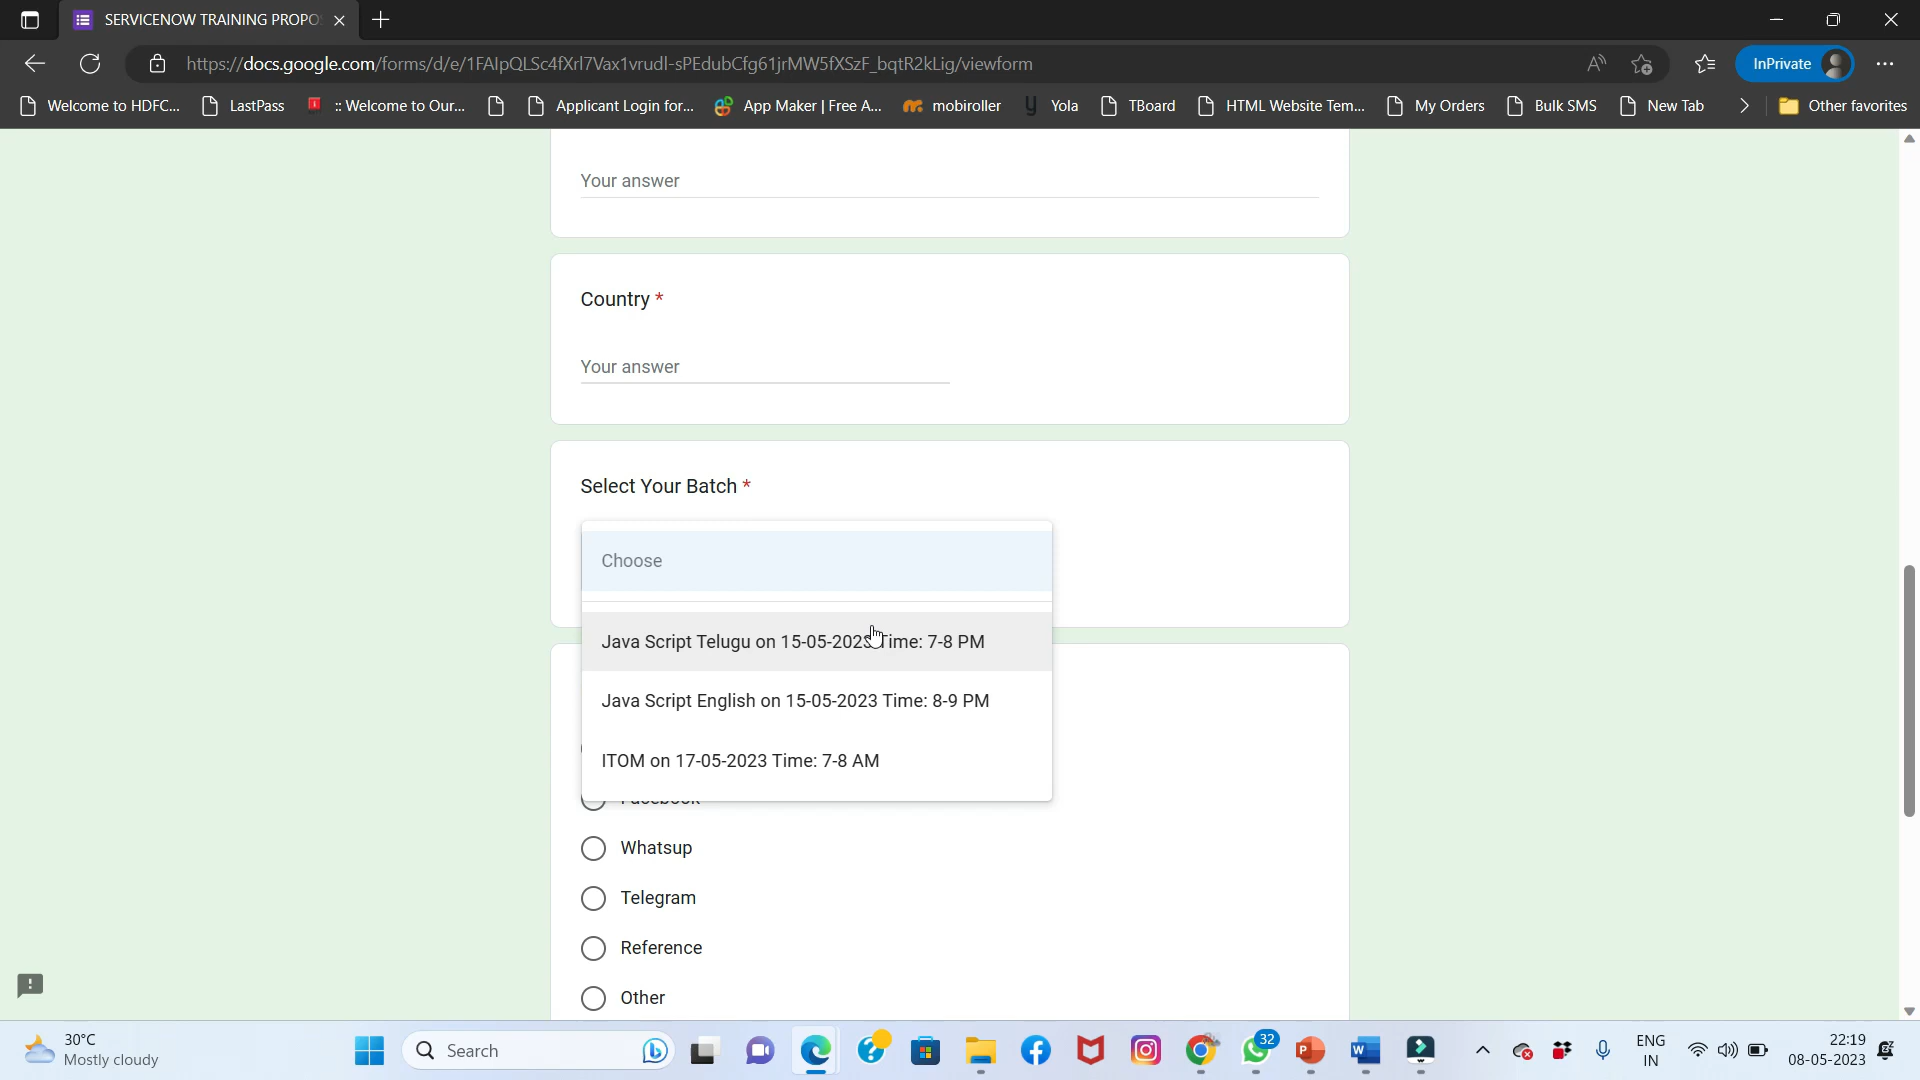 SERVICENOW TRAINING PROPO
https://docs.google.com/forms/d/e/1FAIpQLSc4fXrl7Vax1vrudl-sPEdubCfg61jrMW5fXSzF_bqtR2kLig/viewform
InPrivate
Welcome to HDFC... LastPass :: Welcome to Our... Applicant Login for... App Maker | Free A... mobiroller Yola TBoard HTML Website Tem... My Orders Bulk SMS New Tab Other favorites
Your answer
Country *
Your answer
Select Your Batch *
Choose
Java Script Telugu on 15-05-2023 Time: 7-8 PM
Java Script English on 15-05-2023 Time: 8-9 PM
ITOM on 17-05-2023 Time: 7-8 AM
Facebook
Whatsup
Telegram
Reference
Other
30°C
Mostly cloudy
Search
32
ENG
IN
22:19
08-05-2023